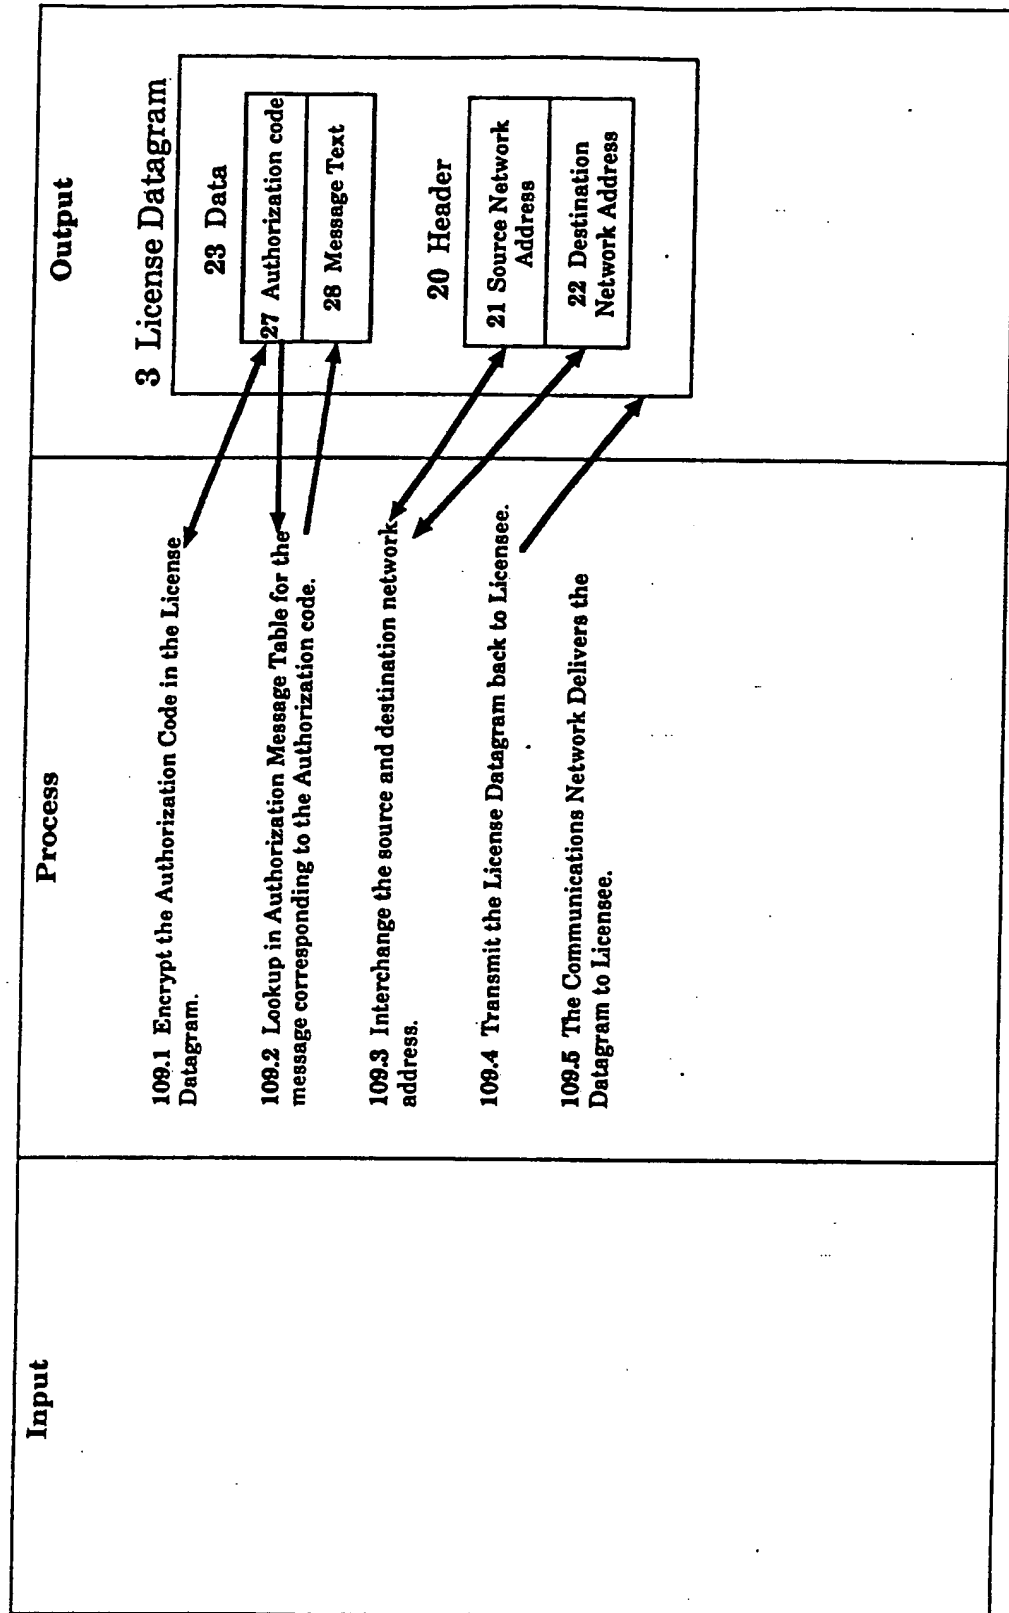 Input
Process
Output
109.1 Encrypt the Authorization Code in the License
Datagram.
109.2 Lookup in Authorization Message Table for the
message corresponding to the Authorization code.
109.3 Interchange the source and destination network
address.
109.4 Transmit the License Datagram back to Licensee.
109.5 The Communications Network Delivers the
Datagram to Licensee.
3 License Datagram
23 Data
27 Authorization code
28 Message Text
20 Header
21 Source Network
Address
22 Destination
Network Address